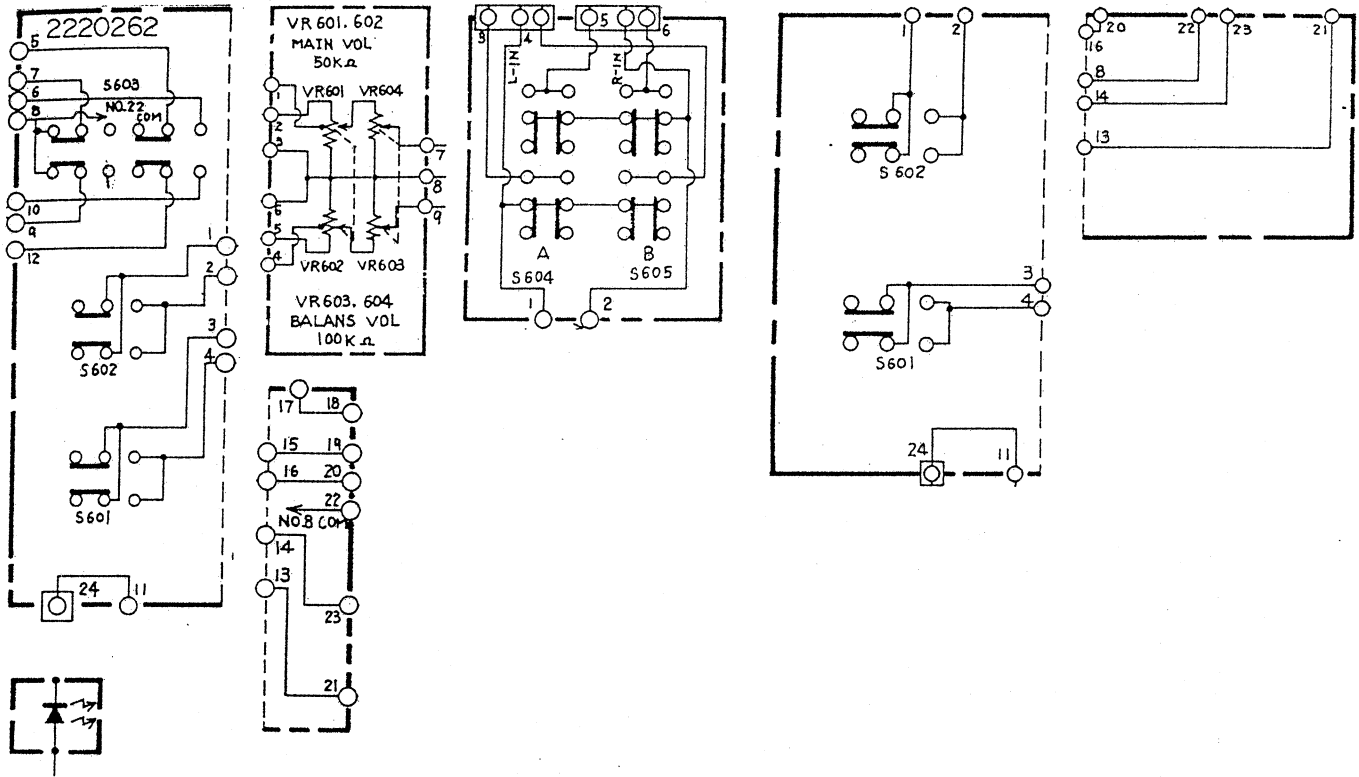 2220262
5
7
6
8
S603
NO.22
COM
10
9
12
1
2
3
4
S602
S601
24
11
VR601. 602
MAIN VOL
50KΩ
VR601
VR604
1
2
3
6
5
4
7
8
9
VR602
VR603
VR603. 604
BALANS VOL
100KΩ
3
4
5
6
L-IN
R-IN
A
B
S604
S605
1
2
17
18
15
19
16
20
22
NO.8 COM
14
13
23
21
1
2
S602
3
4
S601
24
11
20
16
22
23
21
8
14
13